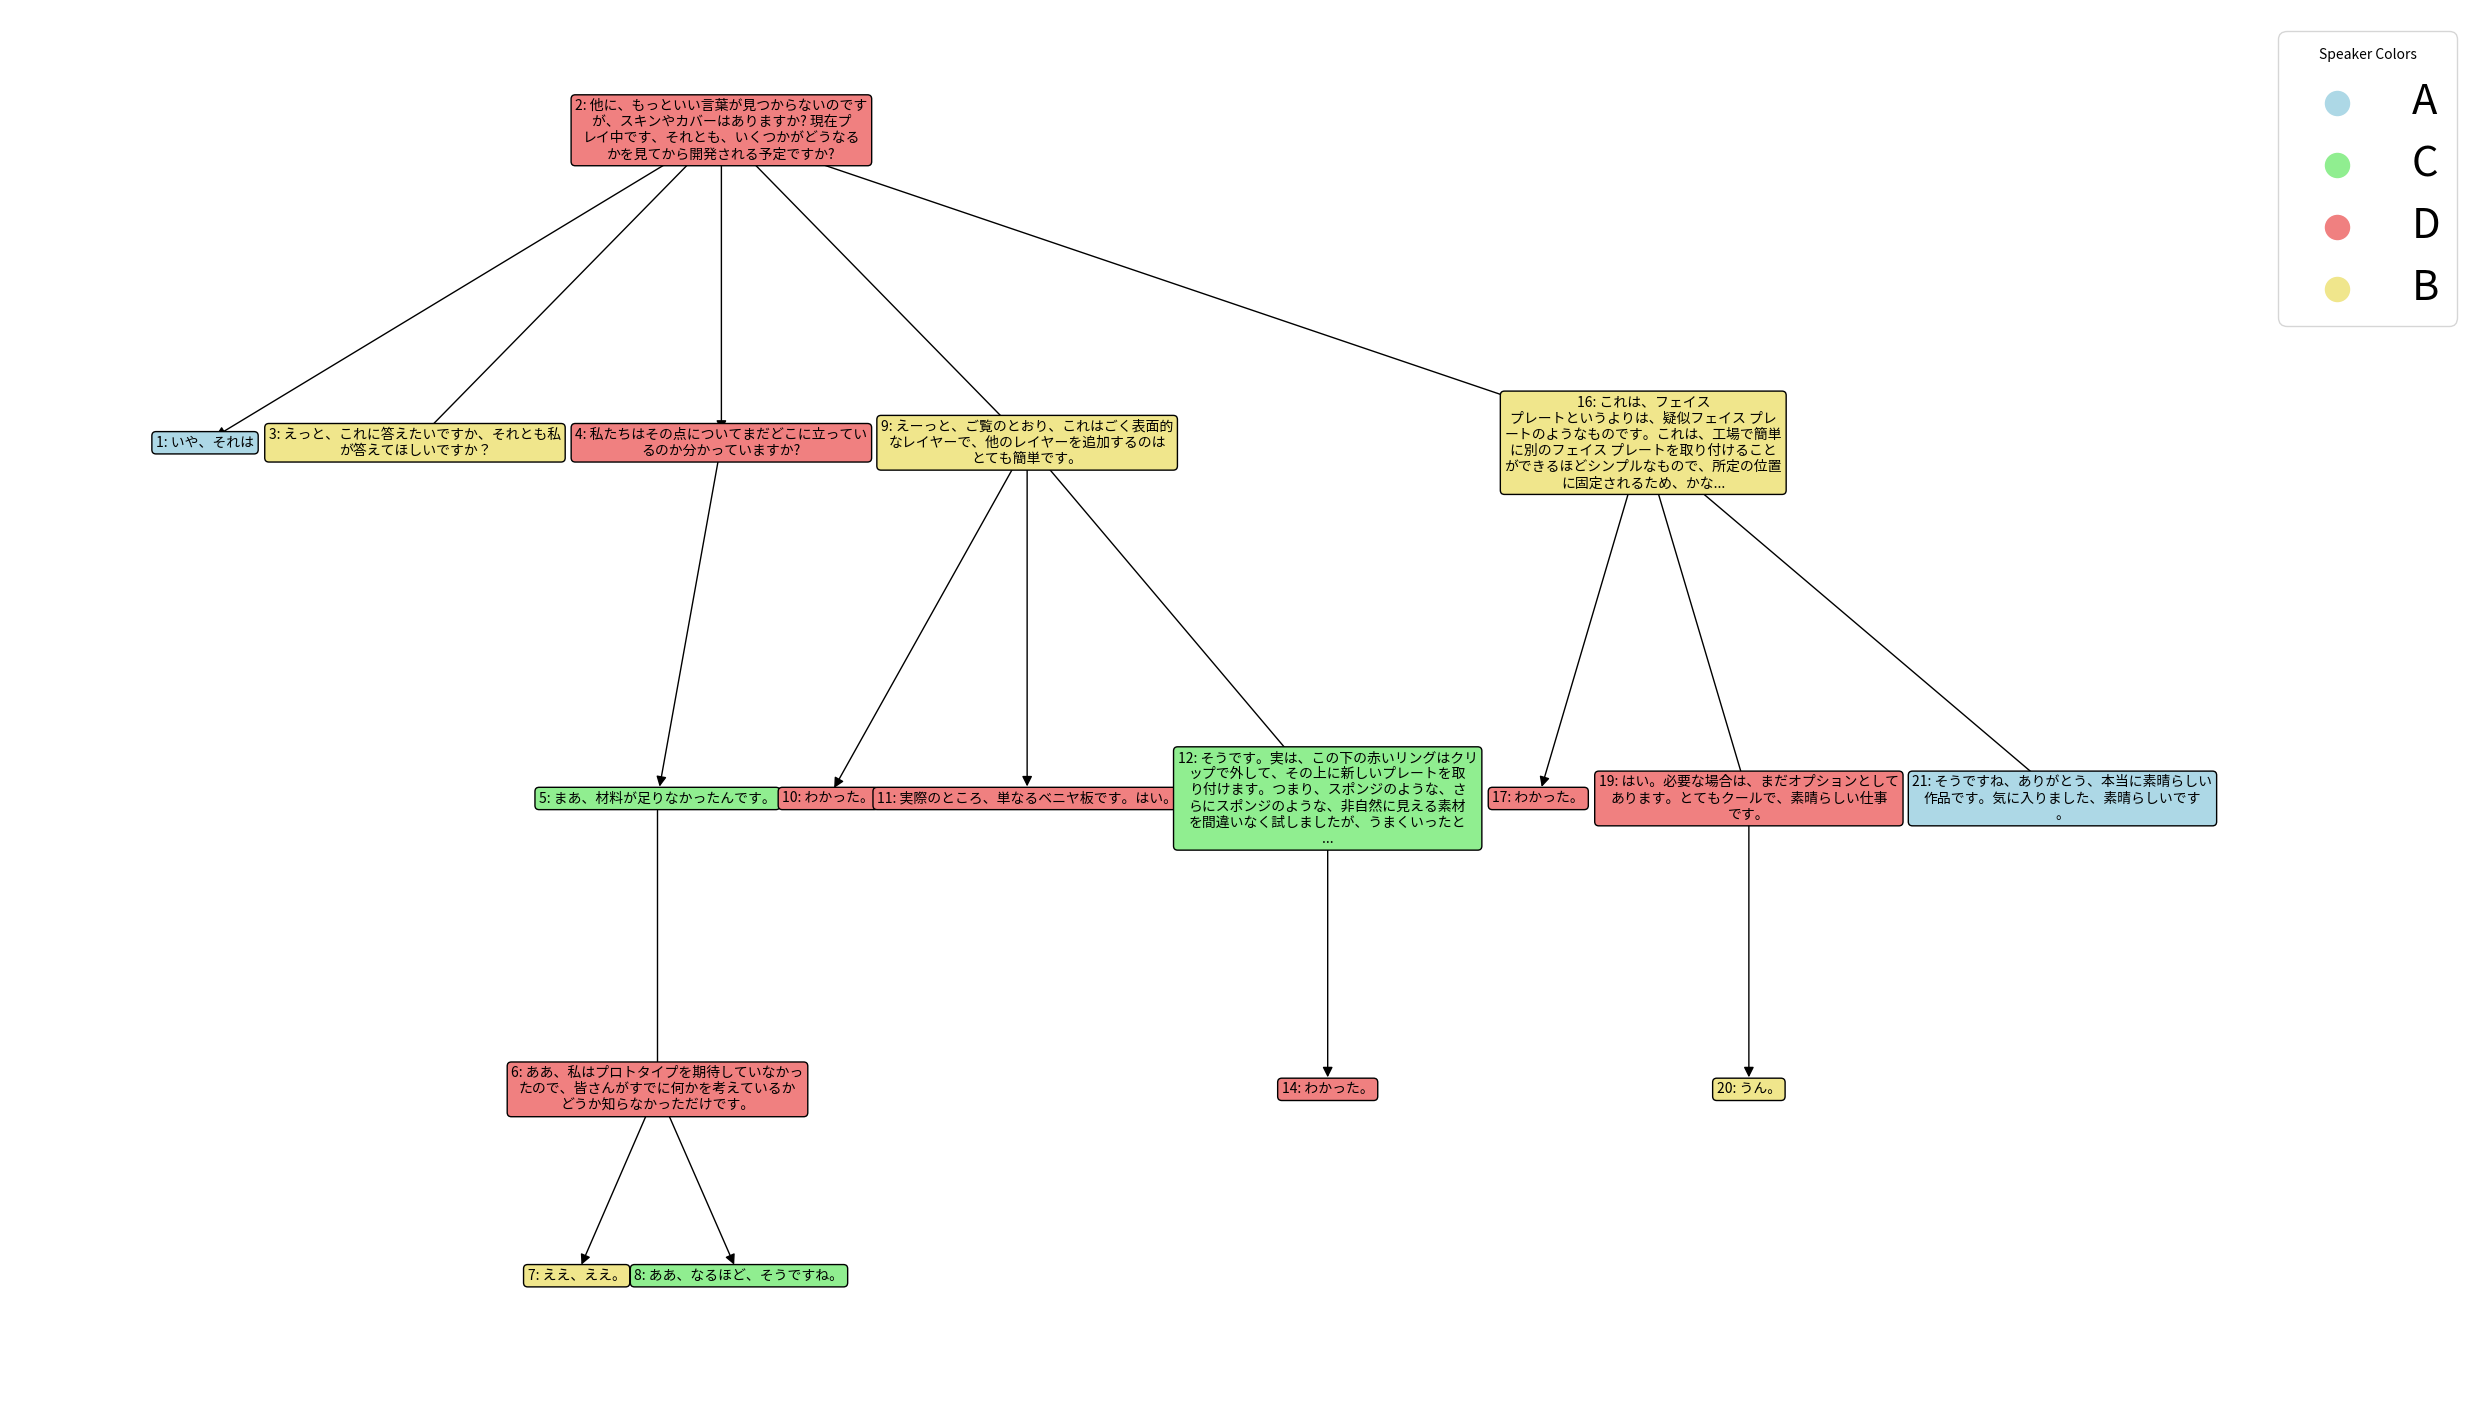 Speaker Colors
A
C
D
B
2: 他に、もっといい言葉が見つからないのです
が、スキンやカバーはありますか? 現在プ
レイ中です、それとも、いくつかがどうなる
かを見てから開発される予定ですか?
1: いや、それは
3: えっと、これに答えたいですか、それとも私
が答えてほしいですか？
4: 私たちはその点についてまだどこに立ってい
るのか分かっていますか?
9: えーっと、ご覧のとおり、これはごく表面的
なレイヤーで、他のレイヤーを追加するのは
とても簡単です。
16: これは、フェイス
プレートというよりは、疑似フェイス プレ
ートのようなものです。これは、工場で簡単
に別のフェイス プレートを取り付けること
ができるほどシンプルなもので、所定の位置
に固定されるため、かな...
5: まあ、材料が足りなかったんです。
10: わかった。
11: 実際のところ、単なるベニヤ板です。はい。
12: そうです。実は、この下の赤いリングはクリ
ップで外して、その上に新しいプレートを取
り付けます。つまり、スポンジのような、さ
らにスポンジのような、非自然に見える素材
を間違いなく試しましたが、うまくいったと
...
17: わかった。
19: はい。必要な場合は、まだオプションとして
あります。とてもクールで、素晴らしい仕事
です。
21: そうですね、ありがとう、本当に素晴らしい
作品です。気に入りました、素晴らしいです
。
6: ああ、私はプロトタイプを期待していなかっ
たので、皆さんがすでに何かを考えているか
どうか知らなかっただけです。
14: わかった。
20: うん。
7: ええ、ええ。
8: ああ、なるほど、そうですね。